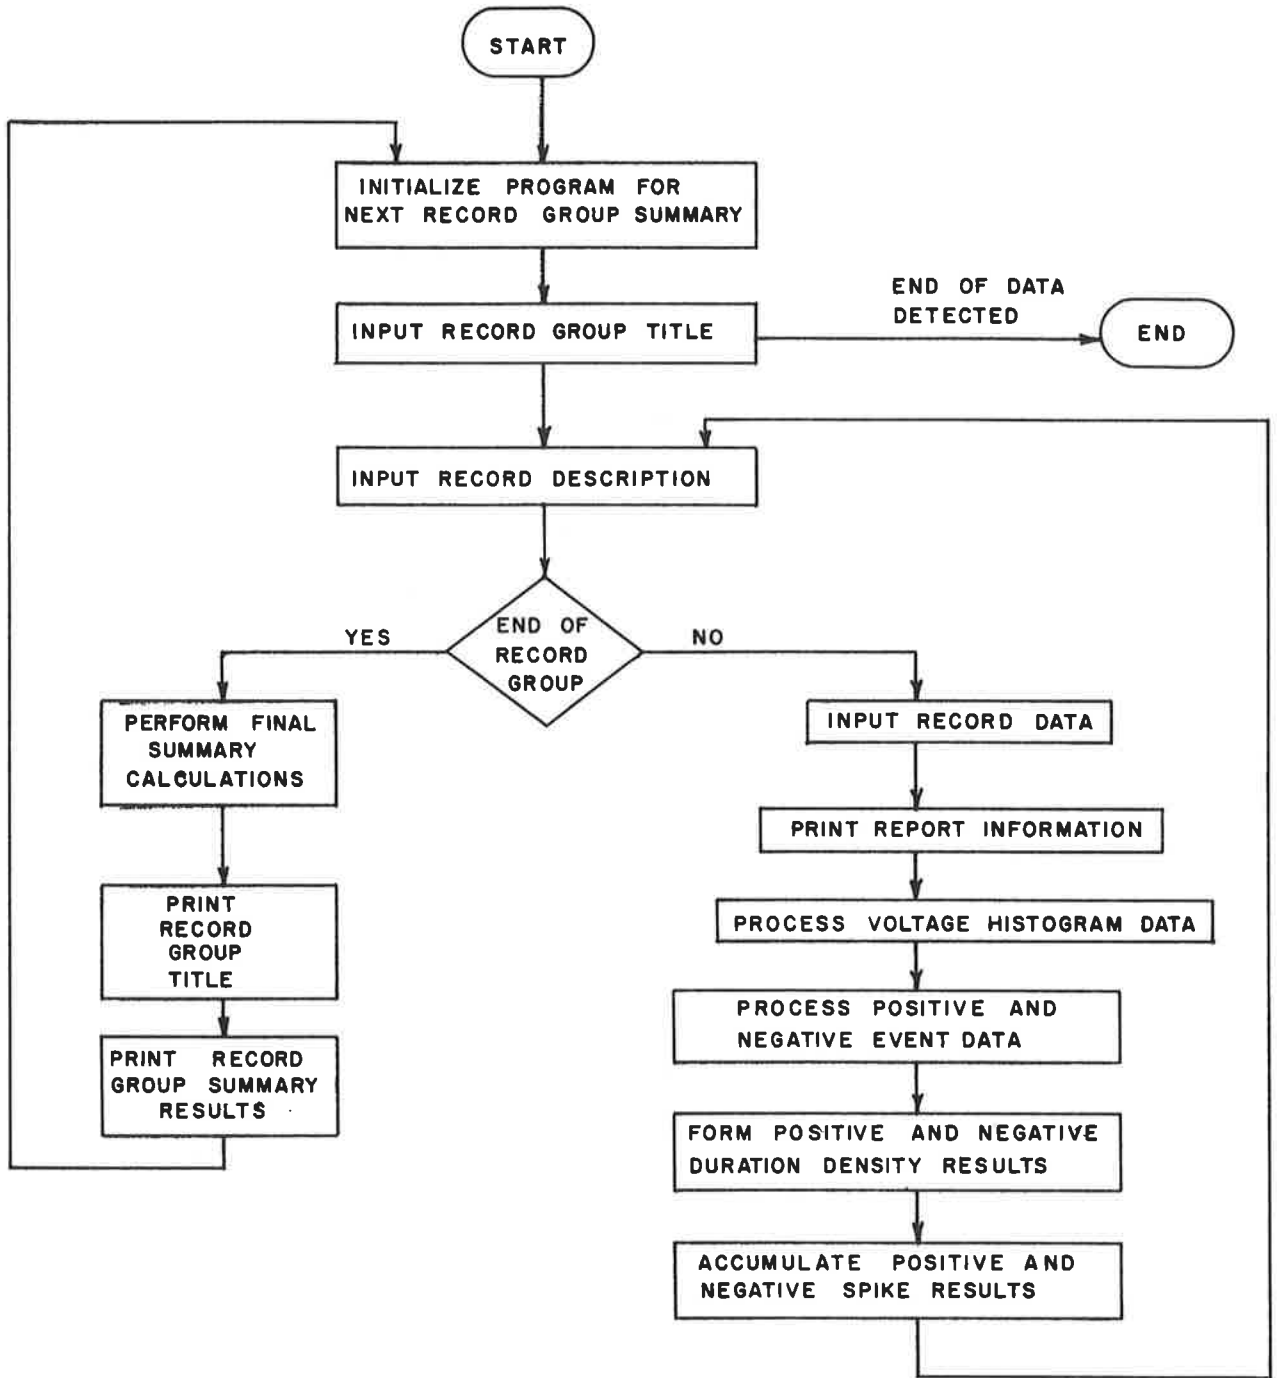 START
INITIALIZE PROGRAM FOR
NEXT RECORD GROUP SUMMARY
END OF DATA
DETECTED
INPUT RECORD GROUP TITLE
END
INPUT RECORD DESCRIPTION
YES
END OF
RECORD
GROUP
NO
PERFORM FINAL
SUMMARY
CALCULATIONS
PRINT
RECORD
GROUP
TITLE
PRINT RECORD
GROUP SUMMARY
RESULTS
INPUT RECORD DATA
PRINT REPORT INFORMATION
PROCESS VOLTAGE HISTOGRAM DATA
PROCESS POSITIVE AND
NEGATIVE EVENT DATA
FORM POSITIVE AND NEGATIVE
DURATION DENSITY RESULTS
ACCUMULATE POSITIVE AND
NEGATIVE SPIKE RESULTS